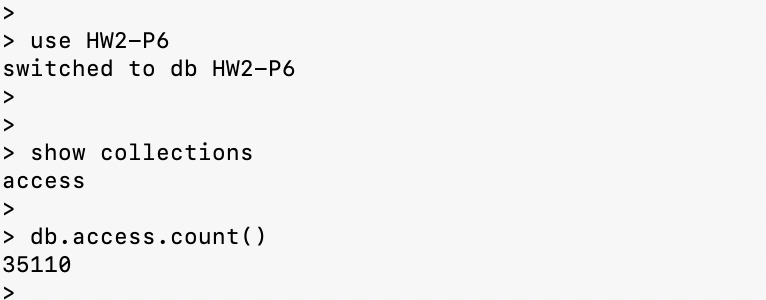 >
> use HW2-P6
switched to db HW2-P6
>
>
> show collections
access
>
> db.access.count()
35110
>